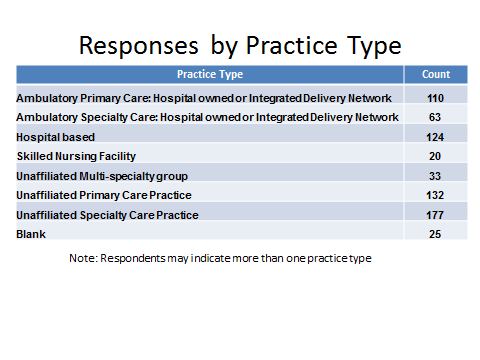 Responses by Practice Type
Practice Type Count
Ambulatory Primary Care: Hospital owned or Integrated Delivery Network 110
Ambulatory Specialty Care: Hospital owned or Integrated Delivery Network 63
Hospital based 124
Skilled Nursing Facility 20
Unaffiliated Multi-specialty group 33
Unaffiliated Primary Care Practice 132
Unaffiliated Specialty Care Practice 177
Blank 25
Note: Respondents may indicate more than one practice type